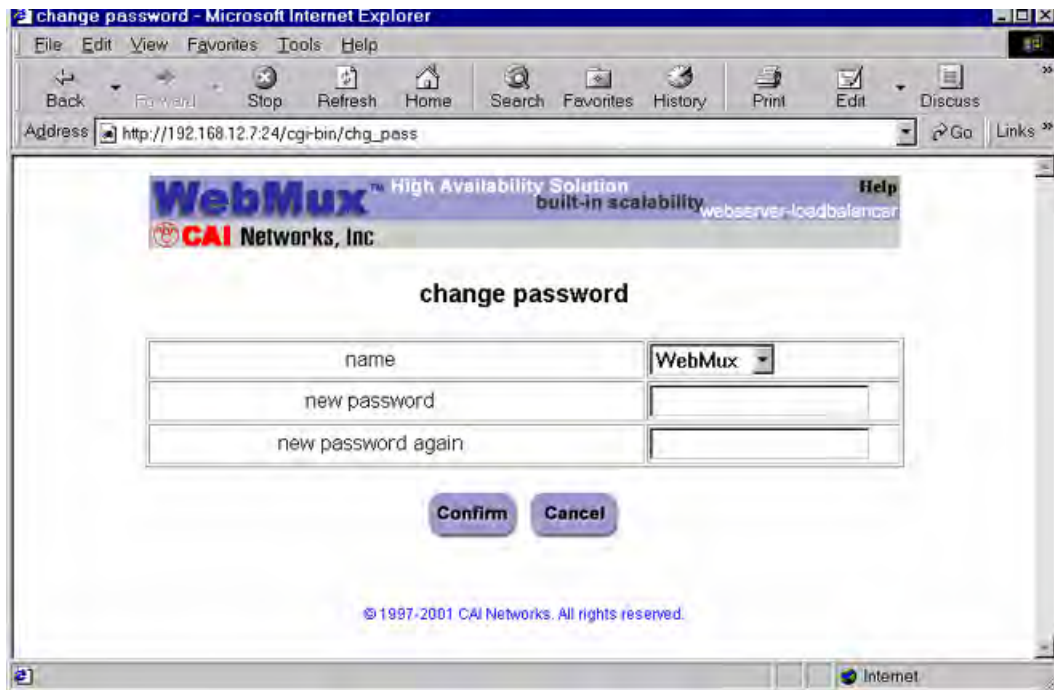 change password - Microsoft Internet Explorer
File Edit View Favorites Tools Help
Back Forward Stop Refresh Home Search Favorites History Print Edit Discuss »
Address http://192.168.12.7:24/cgi-bin/chg_pass Go Links »
WebMux™ High Availability Solution Help
built-in scalability
webserver-loadbalancer
CAI Networks, Inc
change password
name WebMux
new password
new password again
Confirm Cancel
© 1997-2001 CAI Networks. All rights reserved.
Internet